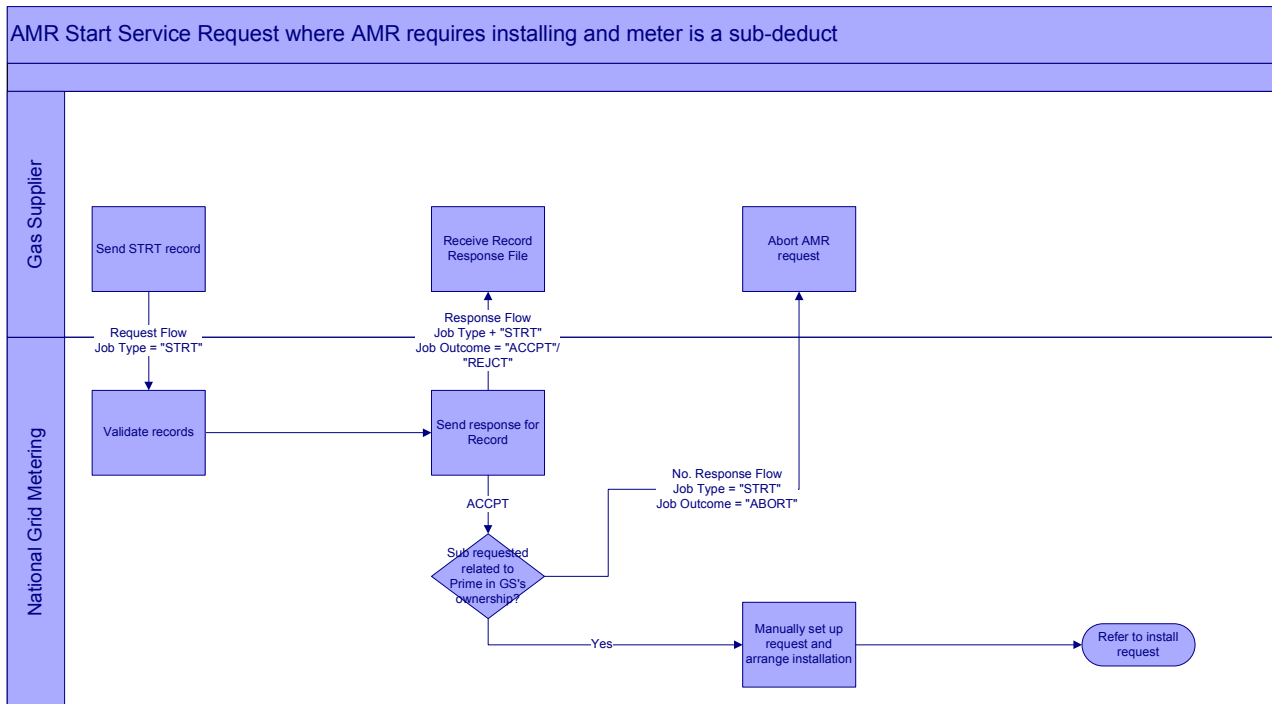 AMR Start Service Request where AMR requires installing and meter is a sub-deduct
Gas Supplier
Send STRT record
Receive Record
Response File
Abort AMR
request
Request Flow
Job Type = "STRT"
Response Flow
Job Type + "STRT"
Job Outcome = "ACCPT"/
"REJCT"
National Grid Metering
Validate records
Send response for
Record
No. Response Flow
Job Type = "STRT"
Job Outcome = "ABORT"
ACCPT
Sub requested
related to
Prime in GS's
ownership?
Yes
Manually set up
request and
arrange installation
Refer to install
request